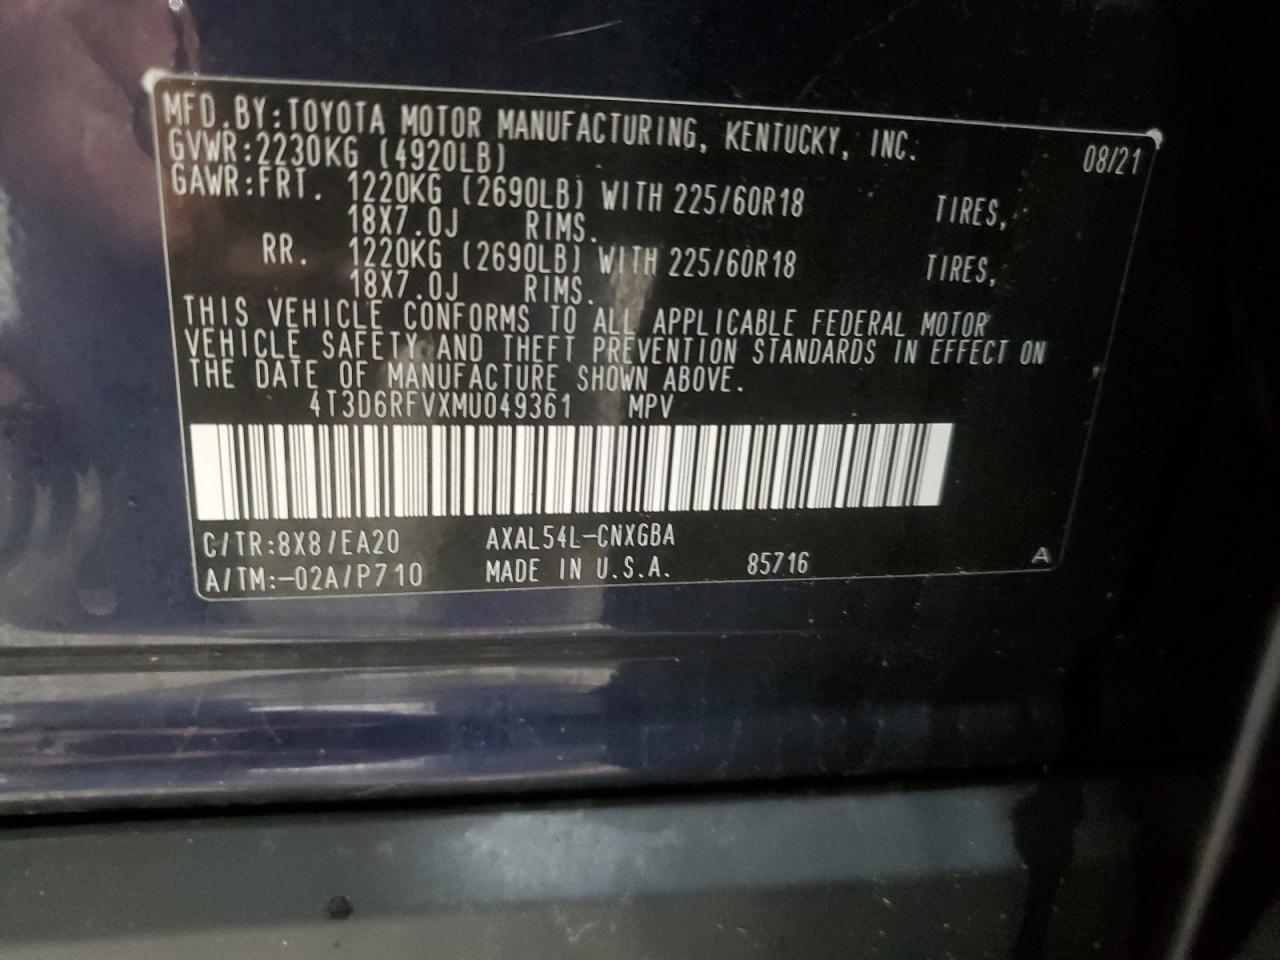 MFD.BY:TOYOTA MOTOR MANUFACTURING, KENTUCKY, INC. 08/21
GVWR:2230KG (4920LB)
GAWR:FRT. 1220KG (2690LB) WITH 225/60R18 TIRES,
18X7.0J RIMS.
RR. 1220KG (2690LB) WITH 225/60R18 TIRES,
18X7.0J RIMS.
THIS VEHICLE CONFORMS TO ALL APPLICABLE FEDERAL MOTOR
VEHICLE SAFETY AND THEFT PREVENTION STANDARDS IN EFFECT ON
THE DATE OF MANUFACTURE SHOWN ABOVE.
4T3D6RFVXMU049361 MPV
C/TR:8X8/EA20 AXAL54L-CNXGBA
A/TM:-02A/P710 MADE IN U.S.A. 85716 A